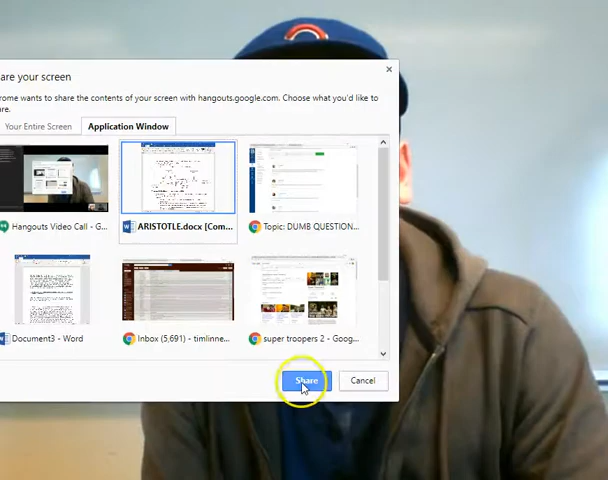 are your screen
rome wants to share the contents of your screen with hangouts.google.com. Choose what you'd like to
are.
Your Entire Screen
Application Window
Hangouts Video Call - G...
ARISTOTLE.docx [Com...
Topic: DUMB QUESTION...
Document3 - Word
Inbox (5,691) - timlinne...
super troopers 2 - Goog...
Share
Cancel